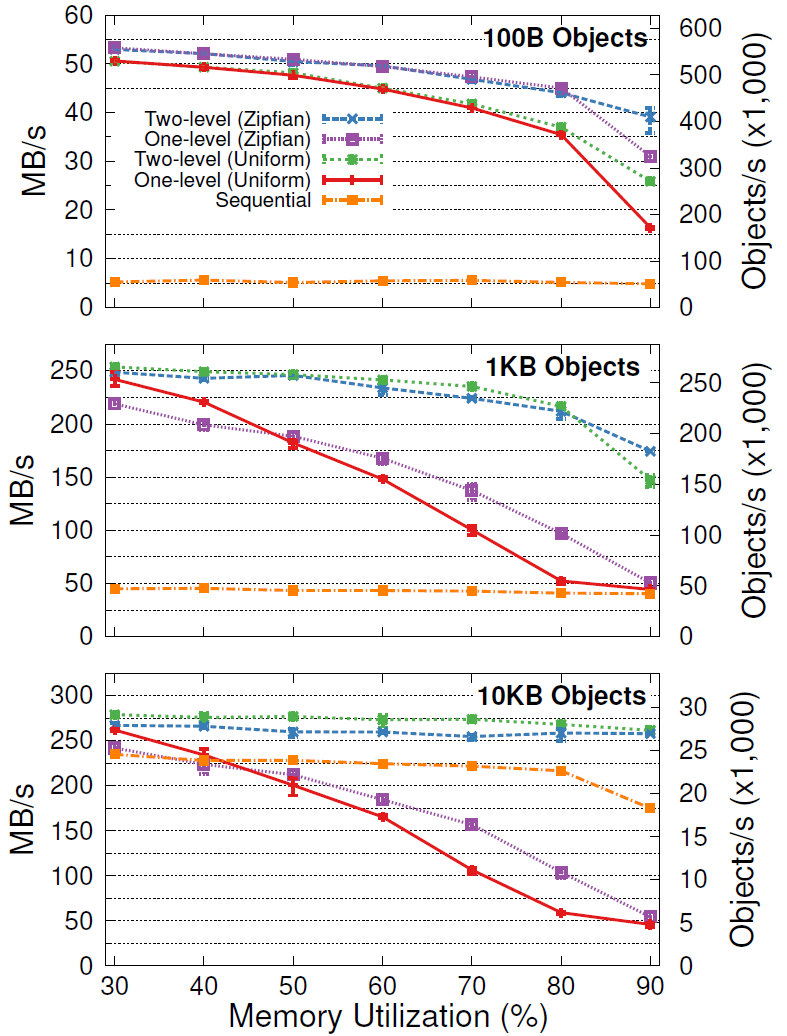 60
50
40
30
20
10
0
MB/s
100B Objects
Two-level (Zipfian)
One-level (Zipfian)
Two-level (Uniform)
One-level (Uniform)
Sequential
600
500
400
300
200
100
0
Objects/s (x1,000)
250
200
150
100
50
0
MB/s
1KB Objects
250
200
150
100
50
0
Objects/s (x1,000)
300
250
200
150
100
50
0
MB/s
10KB Objects
30
25
20
15
10
5
0
Objects/s (x1,000)
30 40 50 60 70 80 90
Memory Utilization (%)